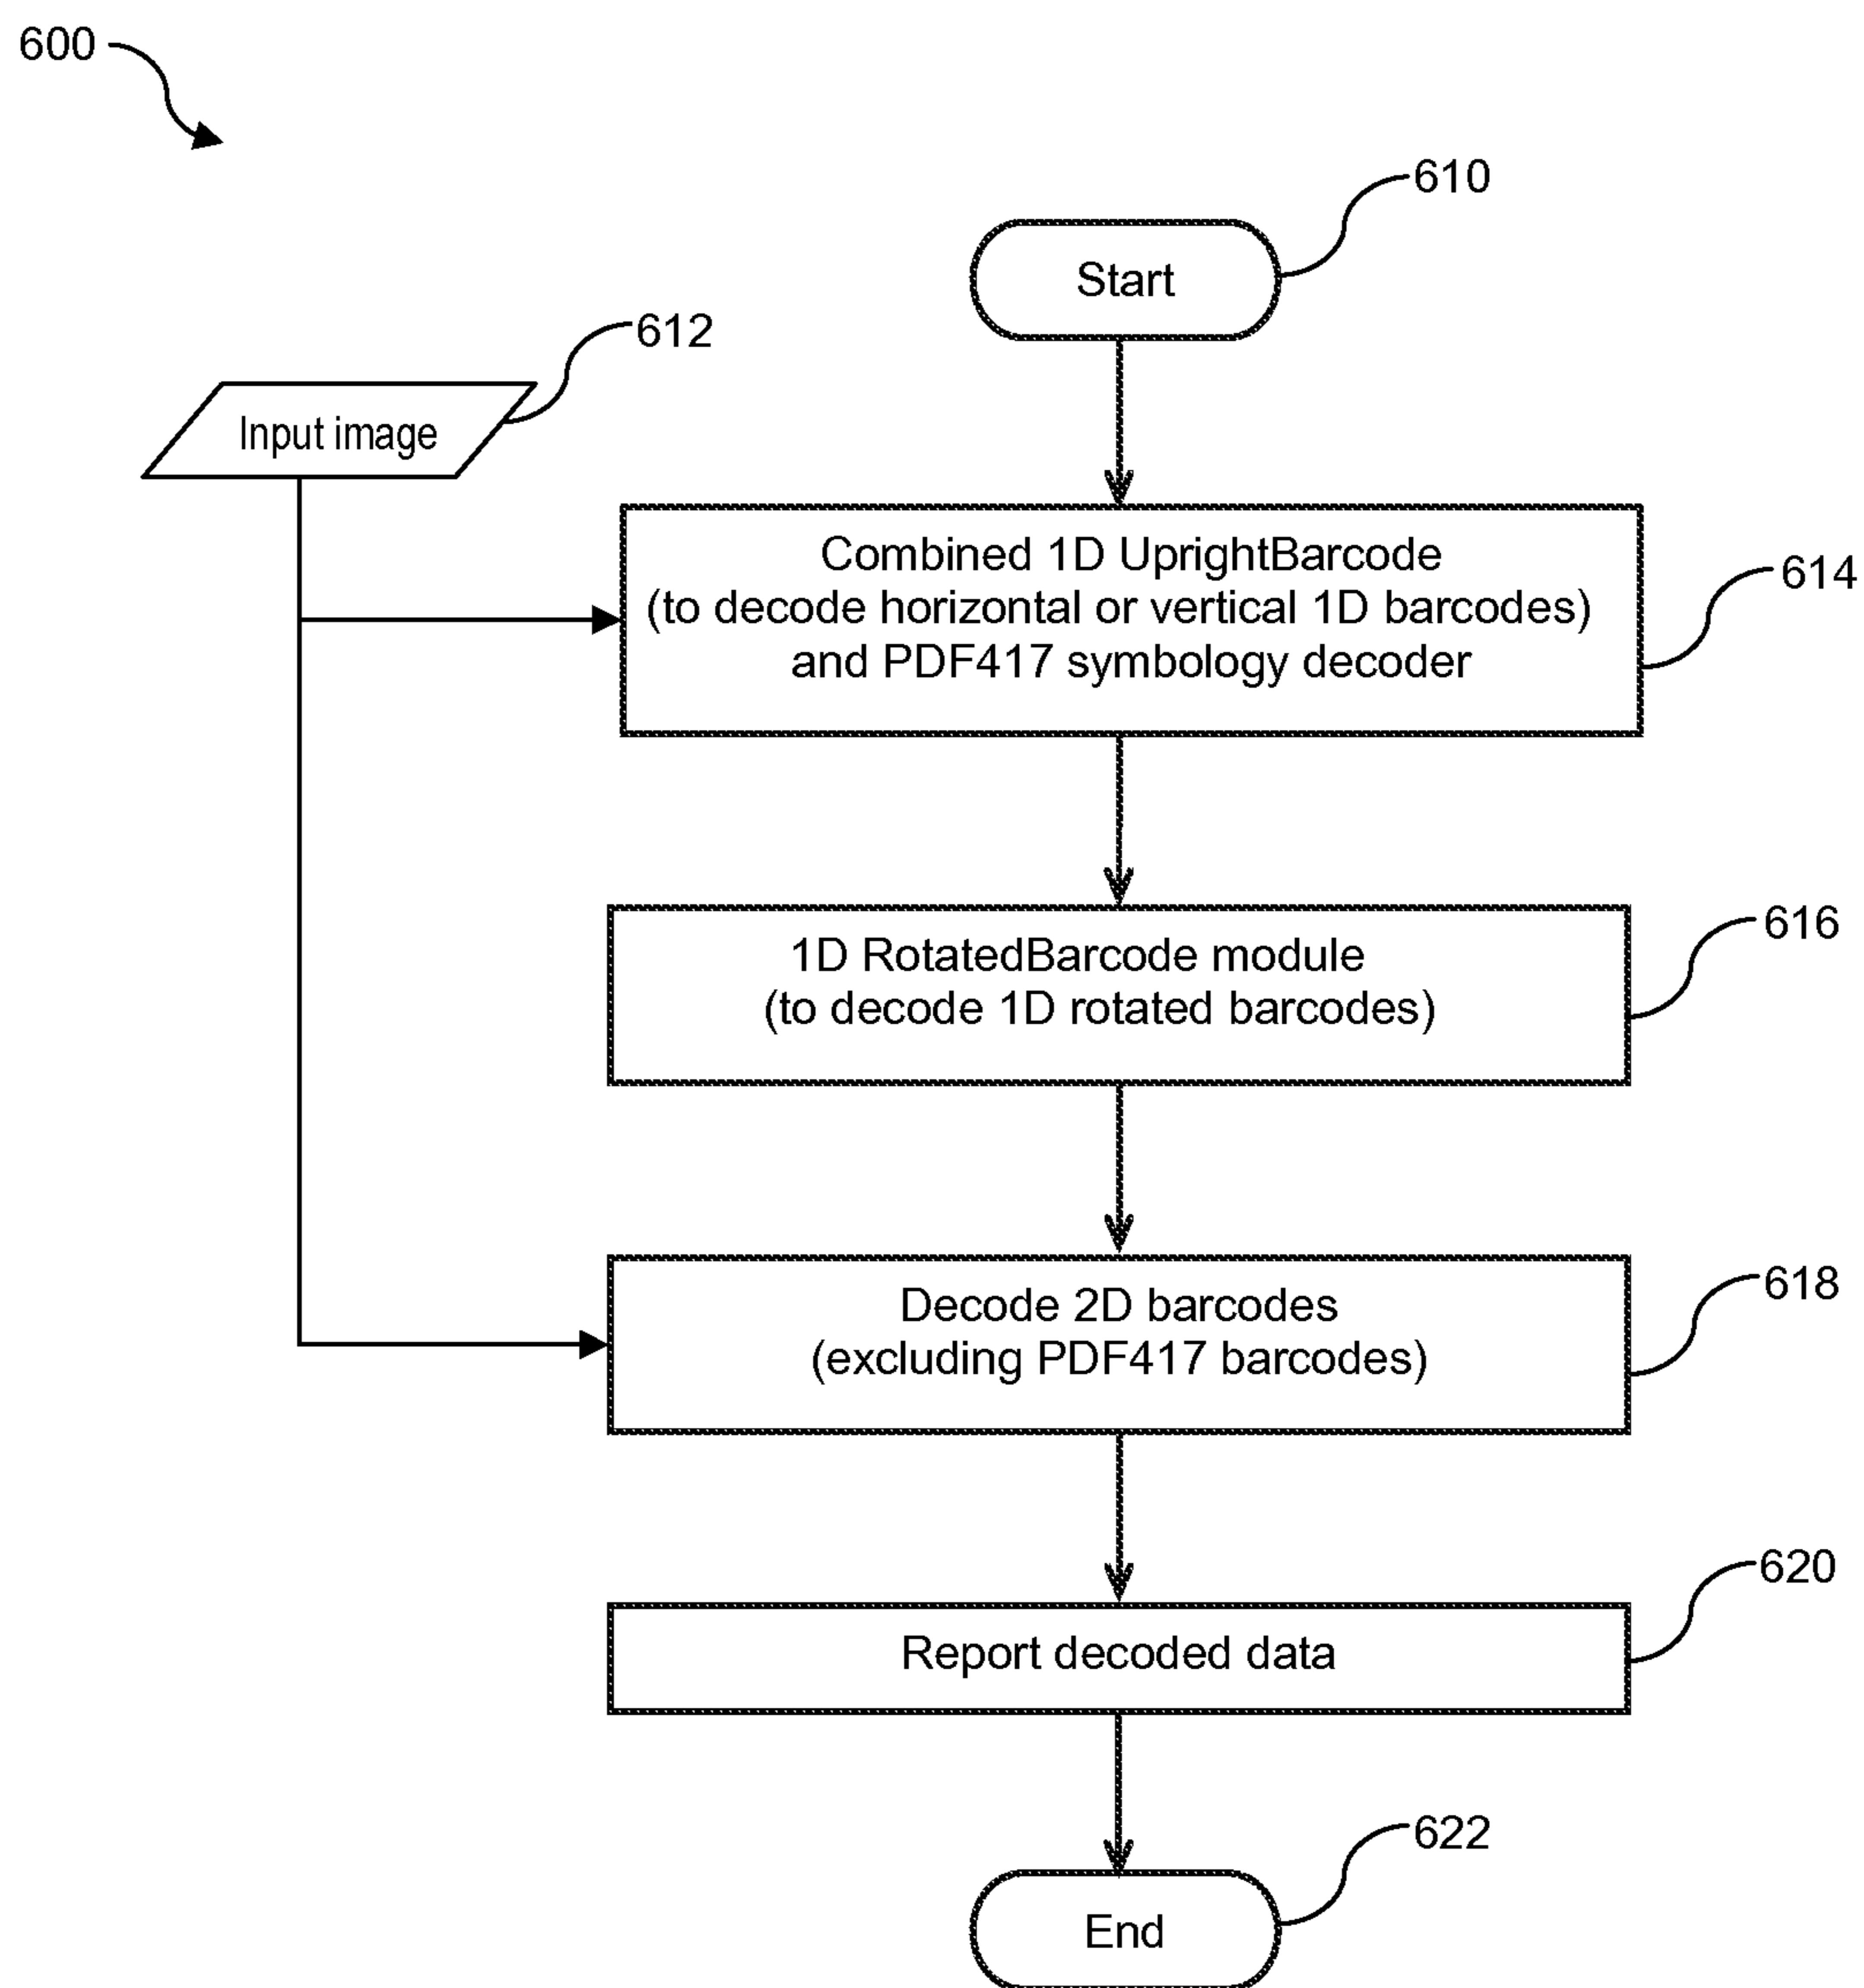 600
610
Start
612
Input image
Combined 1D UprightBarcode
(to decode horizontal or vertical 1D barcodes)
and PDF417 symbology decoder
614
1D RotatedBarcode module
(to decode 1D rotated barcodes)
616
Decode 2D barcodes
(excluding PDF417 barcodes)
618
Report decoded data
620
622
End